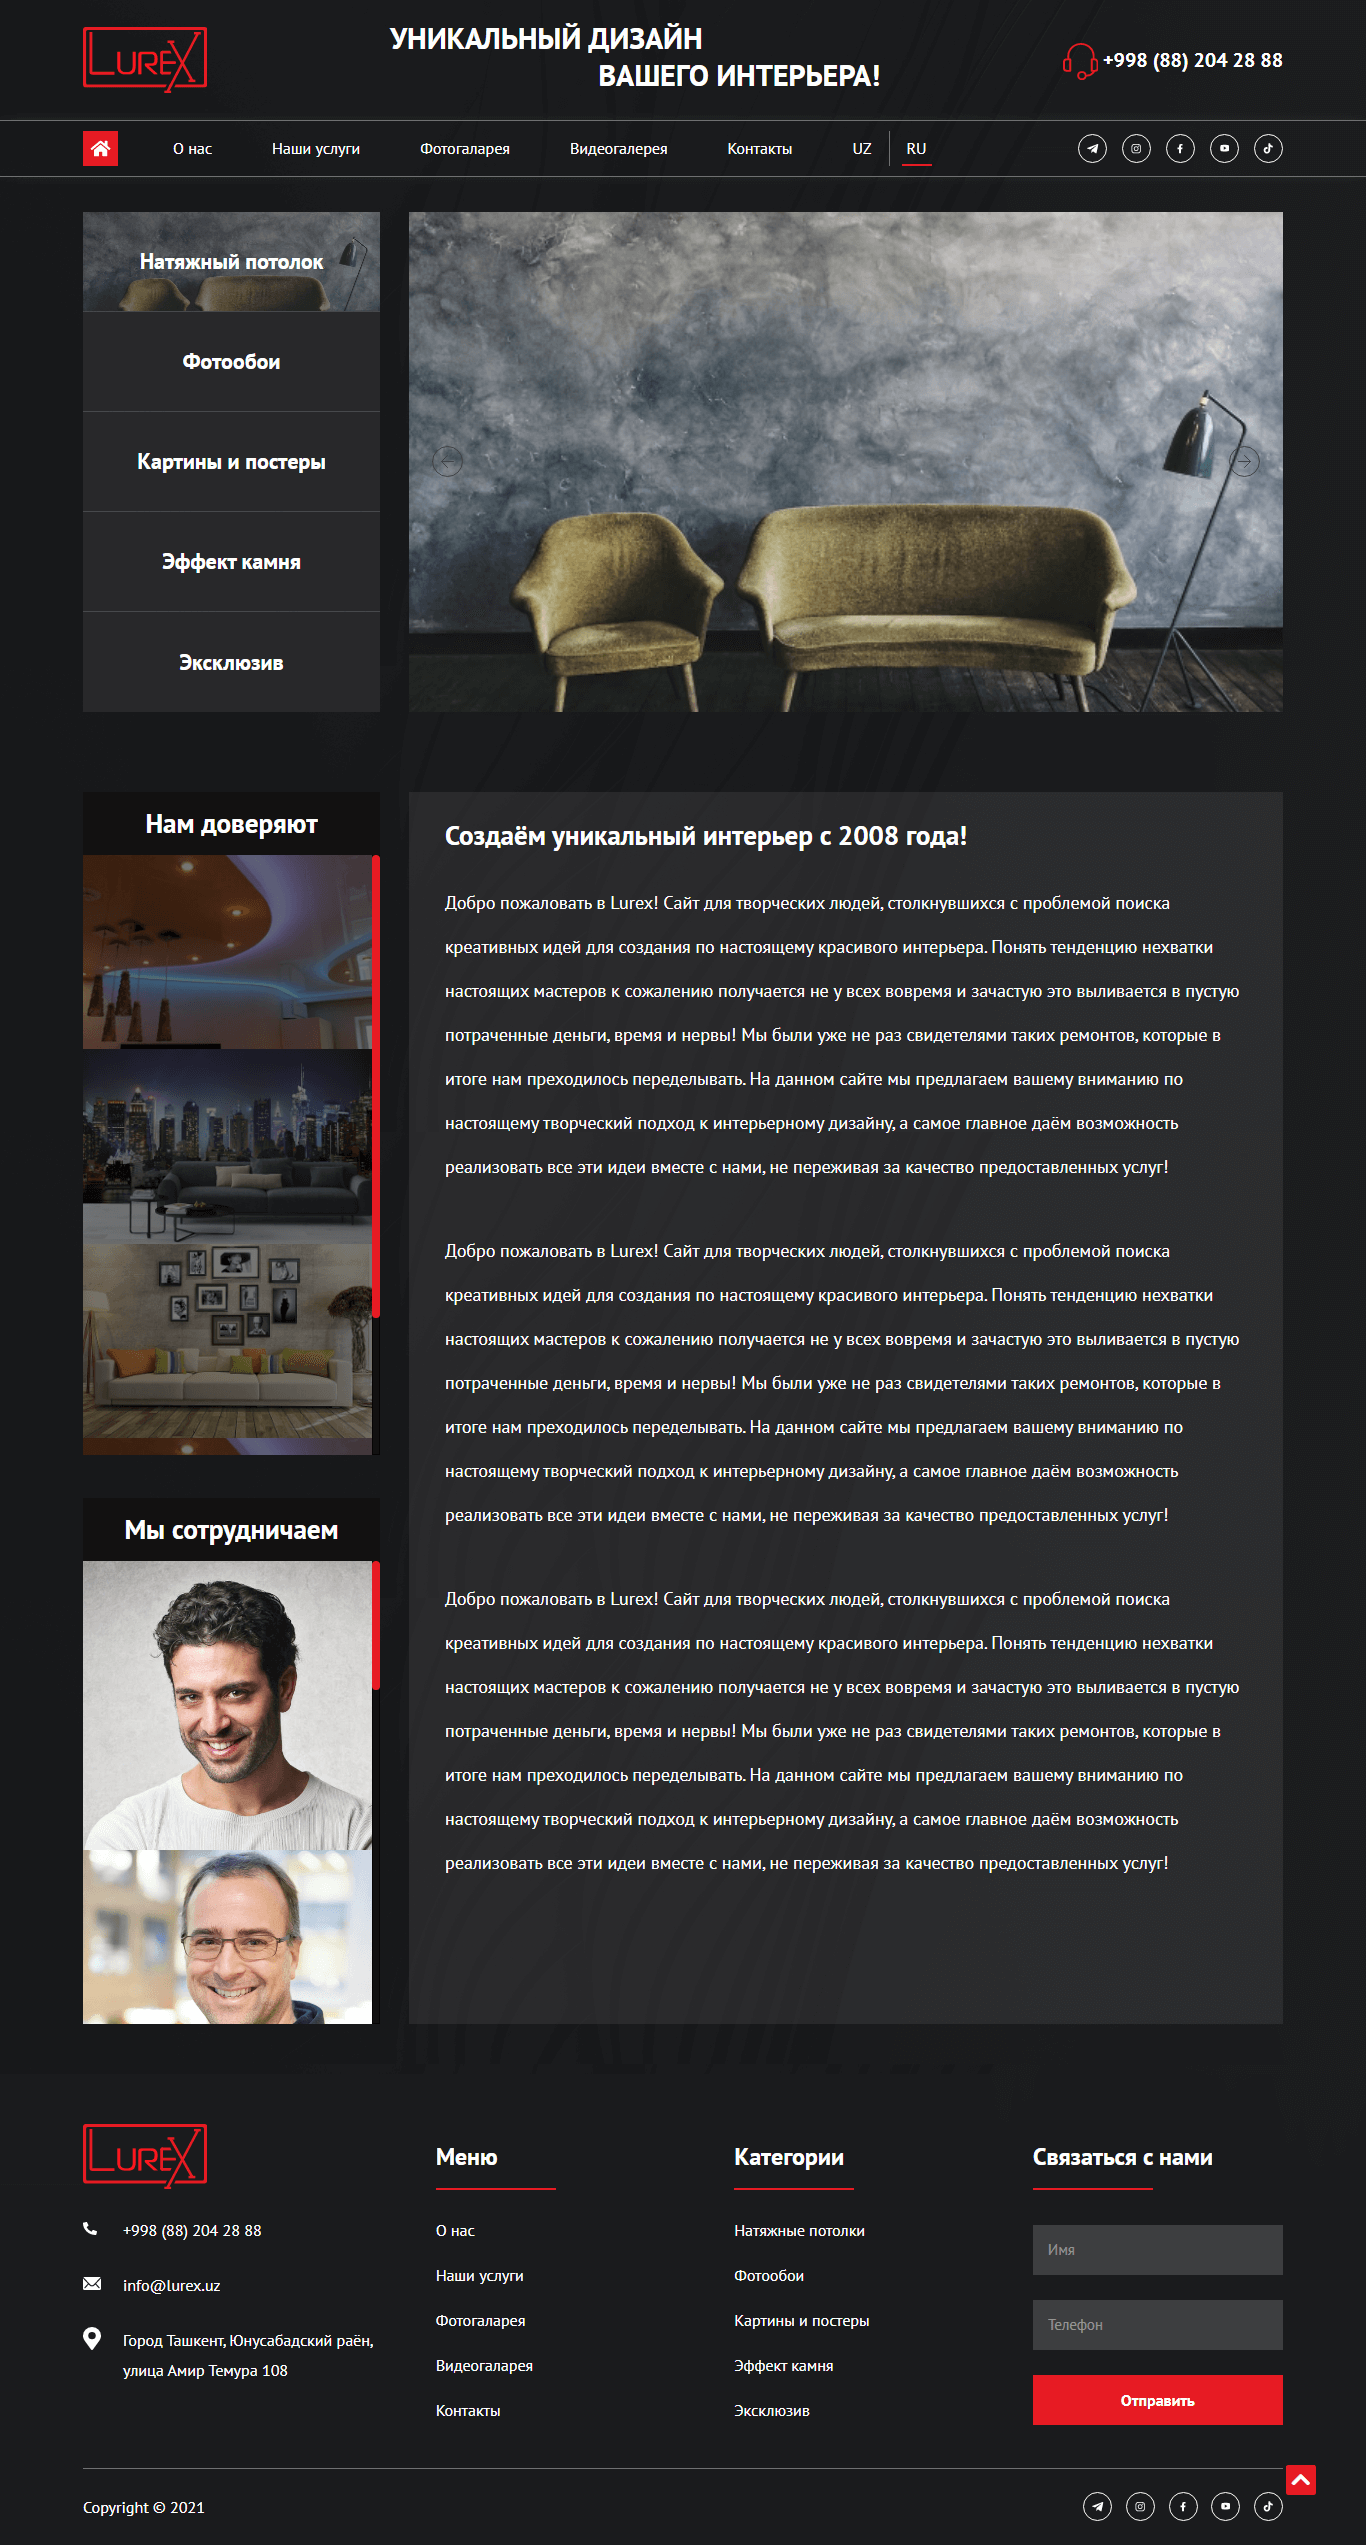 LUREX
УНИКАЛЬНЫЙ ДИЗАЙН
ВАШЕГО ИНТЕРЬЕРА!
+998 (88) 204 28 88
О нас
Наши услуги
Фотогаларея
Видеогалерея
Контакты
UZ
RU
Натяжный потолок
Фотообои
Картины и постеры
Эффект камня
Эксклюзив
Нам доверяют
Мы сотрудничаем
Создаём уникальный интерьер с 2008 года!
Добро пожаловать в Lurex! Сайт для творческих людей, столкнувшихся с проблемой поиска
креативных идей для создания по настоящему красивого интерьера. Понять тенденцию нехватки
настоящих мастеров к сожалению получается не у всех вовремя и зачастую это выливается в пустую
потраченные деньги, время и нервы! Мы были уже не раз свидетелями таких ремонтов, которые в
итоге нам преходилось переделывать. На данном сайте мы предлагаем вашему вниманию по
настоящему творческий подход к интерьерному дизайну, а самое главное даём возможность
реализовать все эти идеи вместе с нами, не переживая за качество предоставленных услуг!
Добро пожаловать в Lurex! Сайт для творческих людей, столкнувшихся с проблемой поиска
креативных идей для создания по настоящему красивого интерьера. Понять тенденцию нехватки
настоящих мастеров к сожалению получается не у всех вовремя и зачастую это выливается в пустую
потраченные деньги, время и нервы! Мы были уже не раз свидетелями таких ремонтов, которые в
итоге нам преходилось переделывать. На данном сайте мы предлагаем вашему вниманию по
настоящему творческий подход к интерьерному дизайну, а самое главное даём возможность
реализовать все эти идеи вместе с нами, не переживая за качество предоставленных услуг!
Добро пожаловать в Lurex! Сайт для творческих людей, столкнувшихся с проблемой поиска
креативных идей для создания по настоящему красивого интерьера. Понять тенденцию нехватки
настоящих мастеров к сожалению получается не у всех вовремя и зачастую это выливается в пустую
потраченные деньги, время и нервы! Мы были уже не раз свидетелями таких ремонтов, которые в
итоге нам преходилось переделывать. На данном сайте мы предлагаем вашему вниманию по
настоящему творческий подход к интерьерному дизайну, а самое главное даём возможность
реализовать все эти идеи вместе с нами, не переживая за качество предоставленных услуг!
LUREX
+998 (88) 204 28 88
info@lurex.uz
Город Ташкент, Юнусабадский раён,
улица Амир Темура 108
Меню
О нас
Наши услуги
Фотогаларея
Видеогаларея
Контакты
Категории
Натяжные потолки
Фотообои
Картины и постеры
Эффект камня
Эксклюзив
Связаться с нами
Имя
Телефон
Отправить
Copyright © 2021